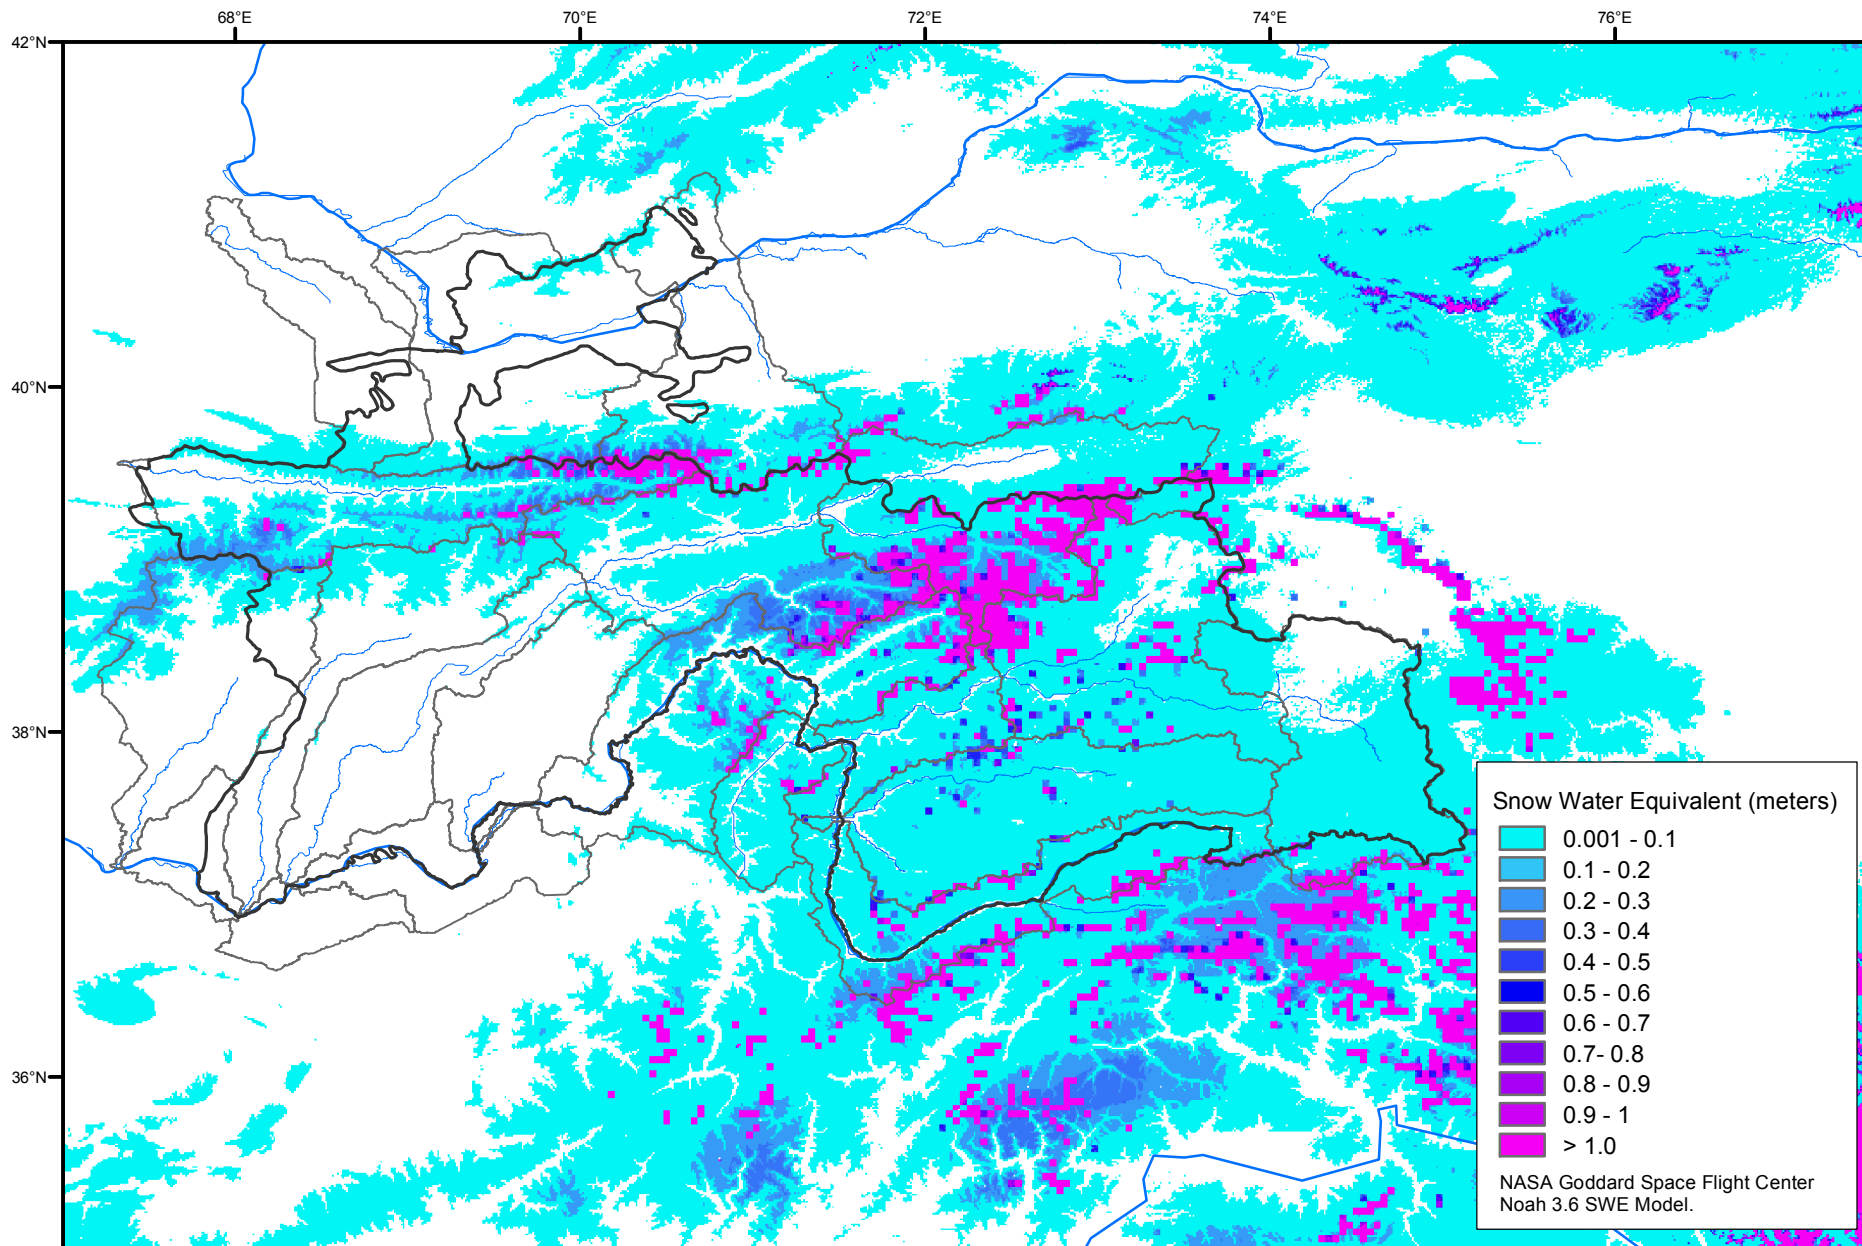 68°E 70°E 72°E 74°E 76°E
42°N
40°N
38°N
36°N
Snow Water Equivalent (meters)
0.001 - 0.1
0.1 - 0.2
0.2 - 0.3
0.3 - 0.4
0.4 - 0.5
0.5 - 0.6
0.6 - 0.7
0.7- 0.8
0.8 - 0.9
0.9 - 1
> 1.0
NASA Goddard Space Flight Center
Noah 3.6 SWE Model.